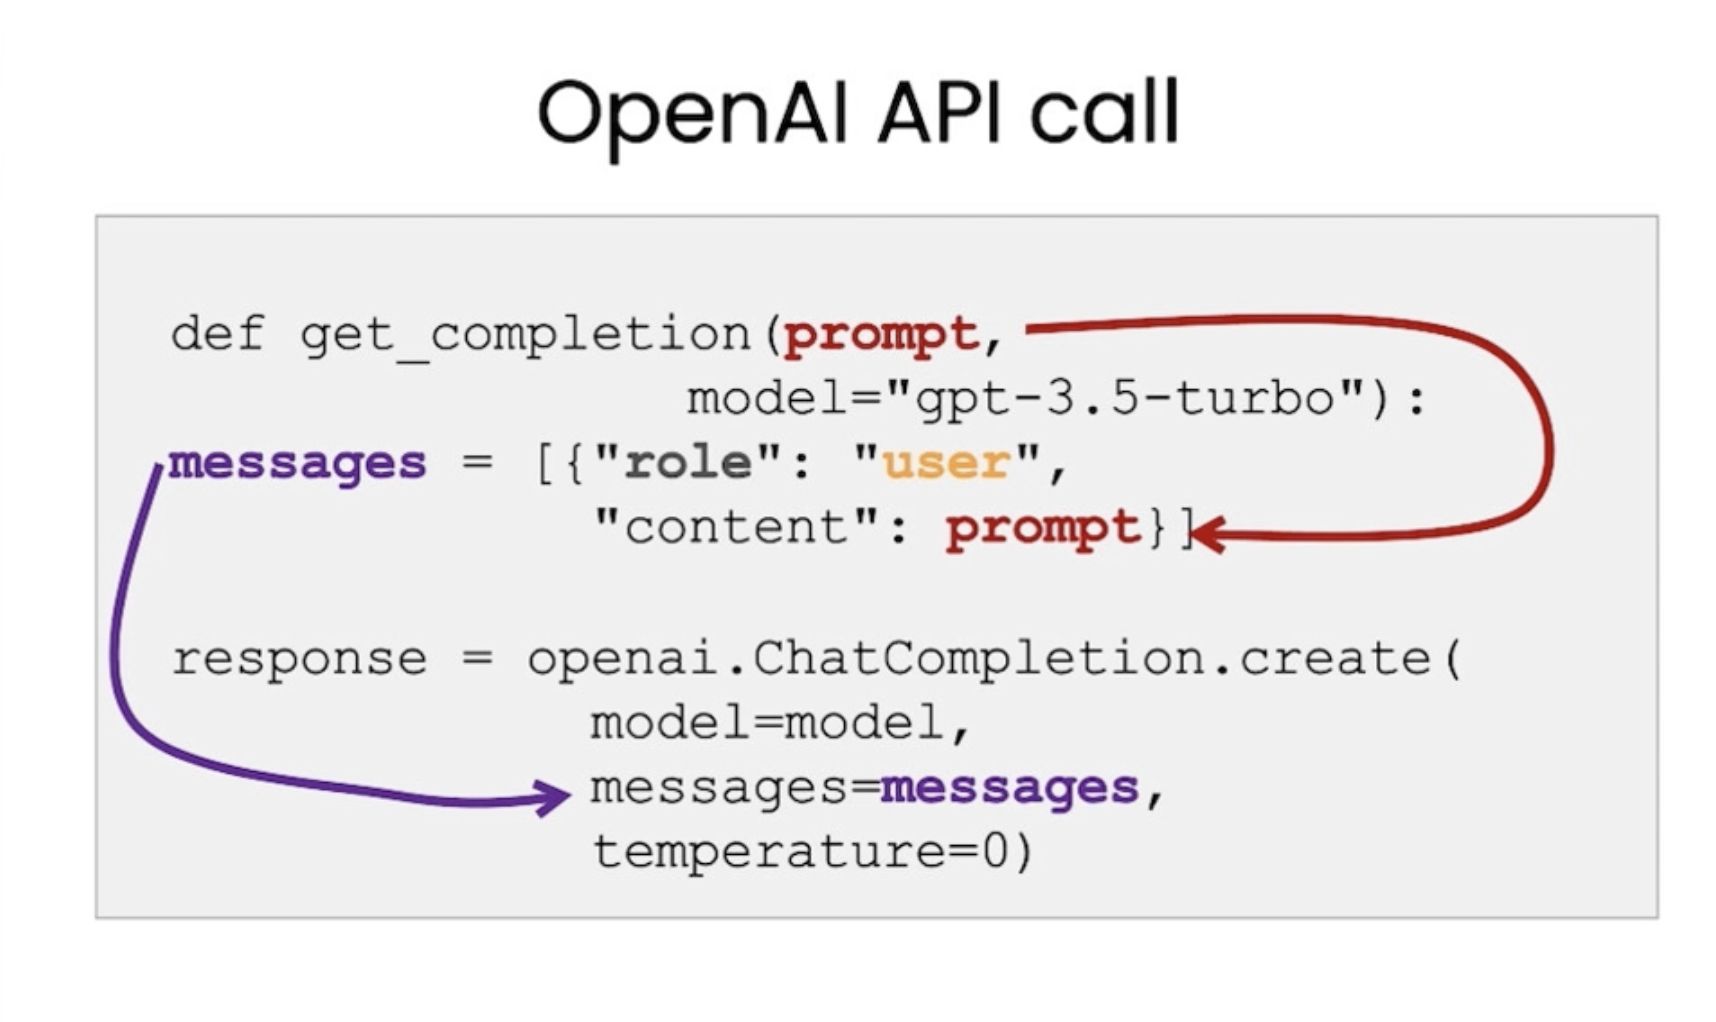 OpenAI API call
def get_completion(prompt,
model="gpt-3.5-turbo"):
messages = [{"role": "user",
"content": prompt}]
response = openai.ChatCompletion.create(
model=model,
messages=messages,
temperature=0)